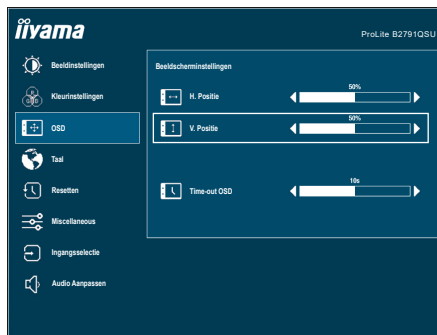 iiyama
ProLite B2791QSU
Beeldinstellingen
Kleurinstellingen
OSD
Taal
Resetten
Miscellaneous
Ingangsselectie
Audio Aanpassen
Beeldscherminstellingen
H. Positie
50%
V. Positie
50%
Time-out OSD
10s